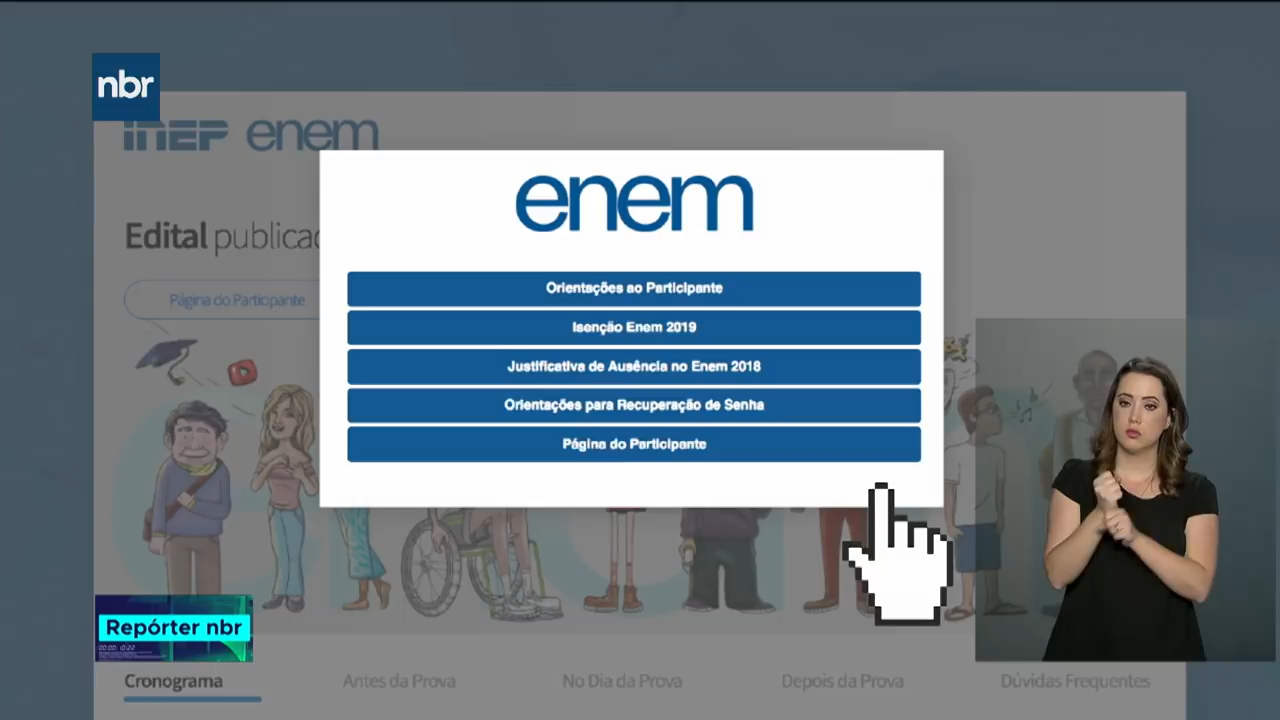 nbr
INEP enem
enem
Edital publicad
Página do Participante
Orientações ao Participante
Isenção Enem 2019
Justificativa de Ausência no Enem 2018
Orientações para Recuperação de Senha
Página do Participante
Repórter nbr
Cronograma
Antes da Prova
No Dia da Prova
Depois da Prova
Dúvidas Frequentes